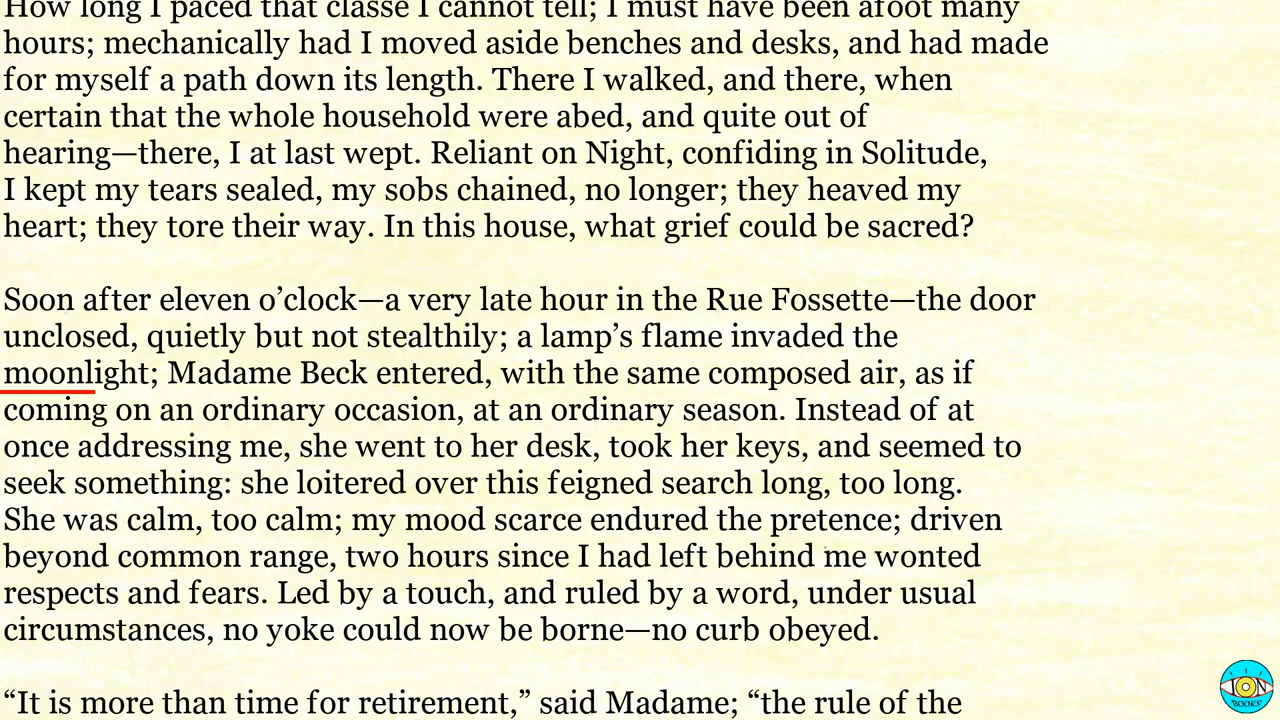 How long I paced that classe I cannot tell; I must have been afoot many
hours; mechanically had I moved aside benches and desks, and had made
for myself a path down its length. There I walked, and there, when
certain that the whole household were abed, and quite out of
hearing—there, I at last wept. Reliant on Night, confiding in Solitude,
I kept my tears sealed, my sobs chained, no longer; they heaved my
heart; they tore their way. In this house, what grief could be sacred?
Soon after eleven o’clock—a very late hour in the Rue Fossette—the door
unclosed, quietly but not stealthily; a lamp’s flame invaded the
moonlight; Madame Beck entered, with the same composed air, as if
coming on an ordinary occasion, at an ordinary season. Instead of at
once addressing me, she went to her desk, took her keys, and seemed to
seek something: she loitered over this feigned search long, too long.
She was calm, too calm; my mood scarce endured the pretence; driven
beyond common range, two hours since I had left behind me wonted
respects and fears. Led by a touch, and ruled by a word, under usual
circumstances, no yoke could now be borne—no curb obeyed.
“It is more than time for retirement,” said Madame; “the rule of the
ION
BOOKS